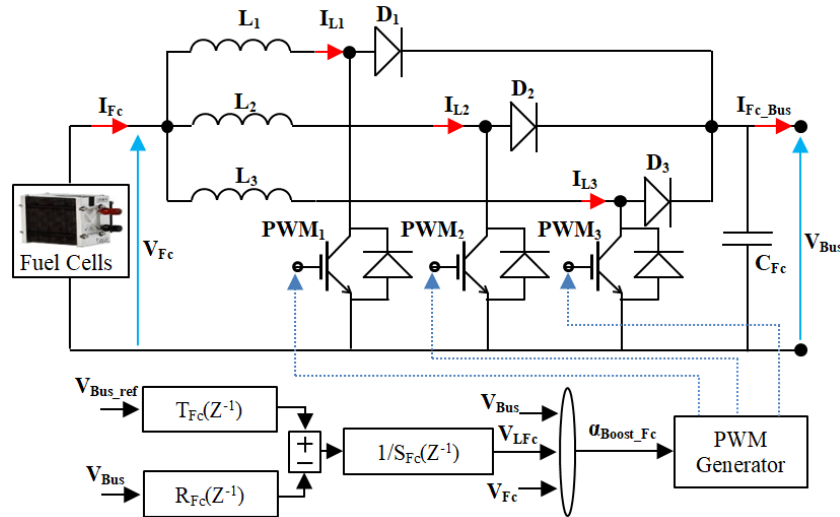 L1 IL1 D1
IFc L2 IL2 D2 IFc_Bus
L3 IL3 D3
Fuel Cells VFc PWM1 PWM2 PWM3 CFc VBus
VBus_ref TFc(Z-1)
VBus RFc(Z-1)
+
−
1/SFc(Z-1)
VBus
VLFc
VFc
αBoost_Fc
PWM
Generator